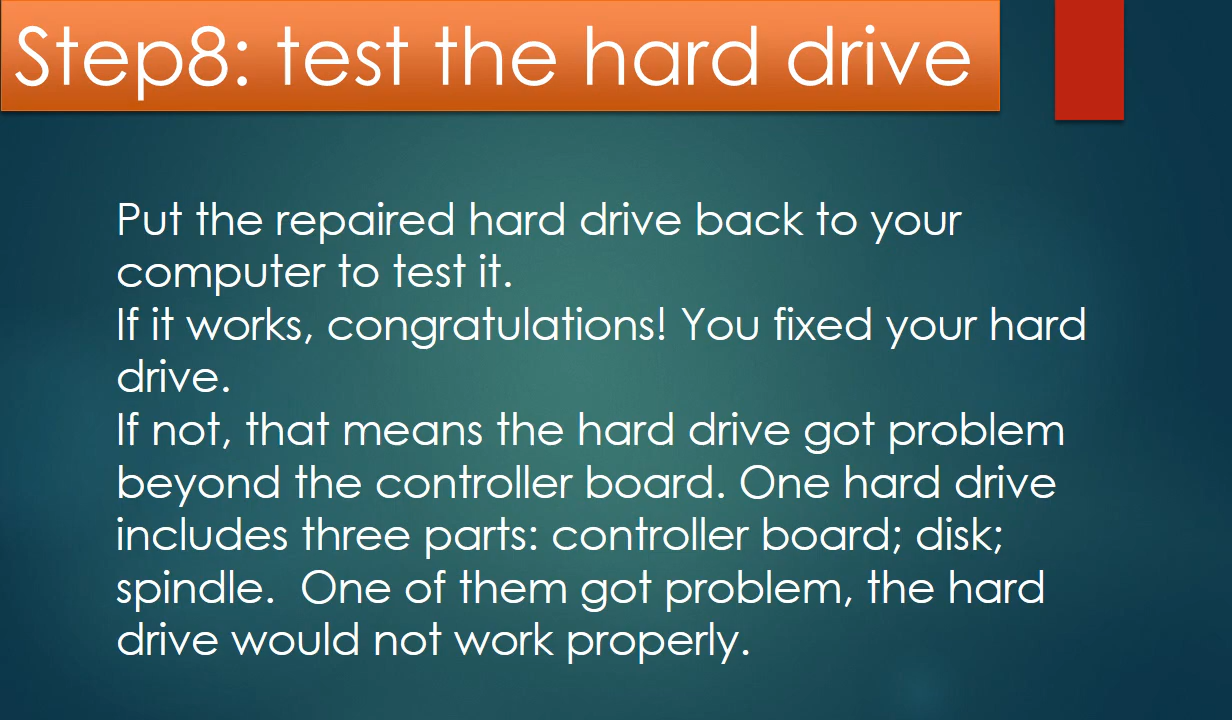 Step8: test the hard drive
Put the repaired hard drive back to your
computer to test it.
If it works, congratulations! You fixed your hard
drive.
If not, that means the hard drive got problem
beyond the controller board. One hard drive
includes three parts: controller board; disk;
spindle.  One of them got problem, the hard
drive would not work properly.